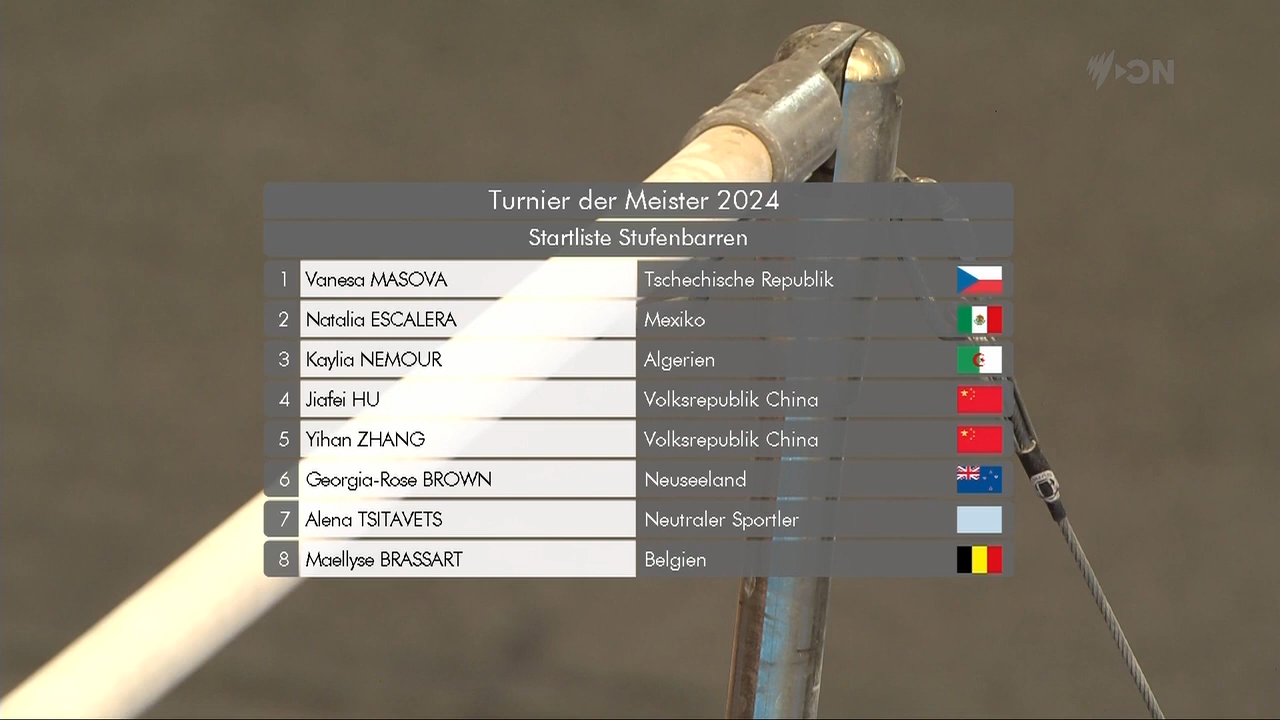 ON
Turnier der Meister 2024
Startliste Stufenbarren
1 Vanesa MASOVA Tschechische Republik
2 Natalia ESCALERA Mexiko
3 Kaylia NEMOUR Algerien
4 Jiafei HU Volksrepublik China
5 Yihan ZHANG Volksrepublik China
6 Georgia-Rose BROWN Neuseeland
7 Alena TSITAVETS Neutraler Sportler
8 Maellyse BRASSART Belgien